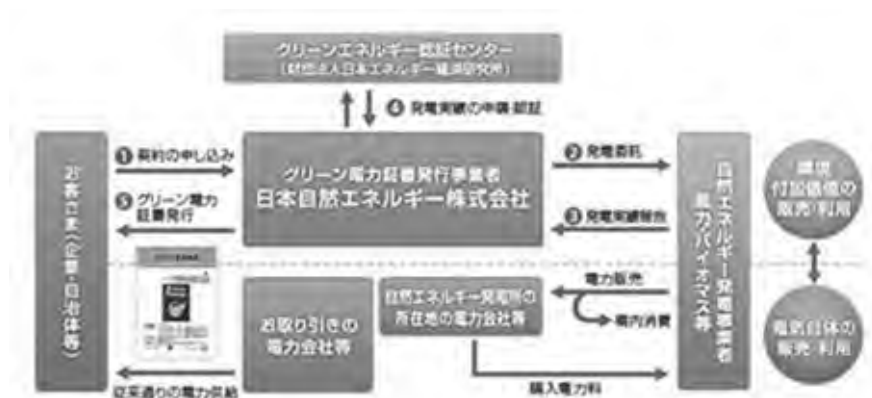 グリーンエネルギー認証センター
（財団法人日本エネルギー経済研究所）
❹ 発電実績の申請・認証
❶ 契約の申し込み
❷ 発電委託
グリーン電力証書発行事業者
日本自然エネルギー株式会社
❺ グリーン電力
証書発行
❸ 発電実績報告
お客さま（企業・自治体等）
自然エネルギー発電事業者
風力・バイオマス等
環境
付加価値の
販売・利用
電力販売
自然エネルギー発電所の
所在地の電力会社等
構内消費
お取り引きの
電力会社等
電気自体の
販売・利用
従来通りの電力供給
購入電力料